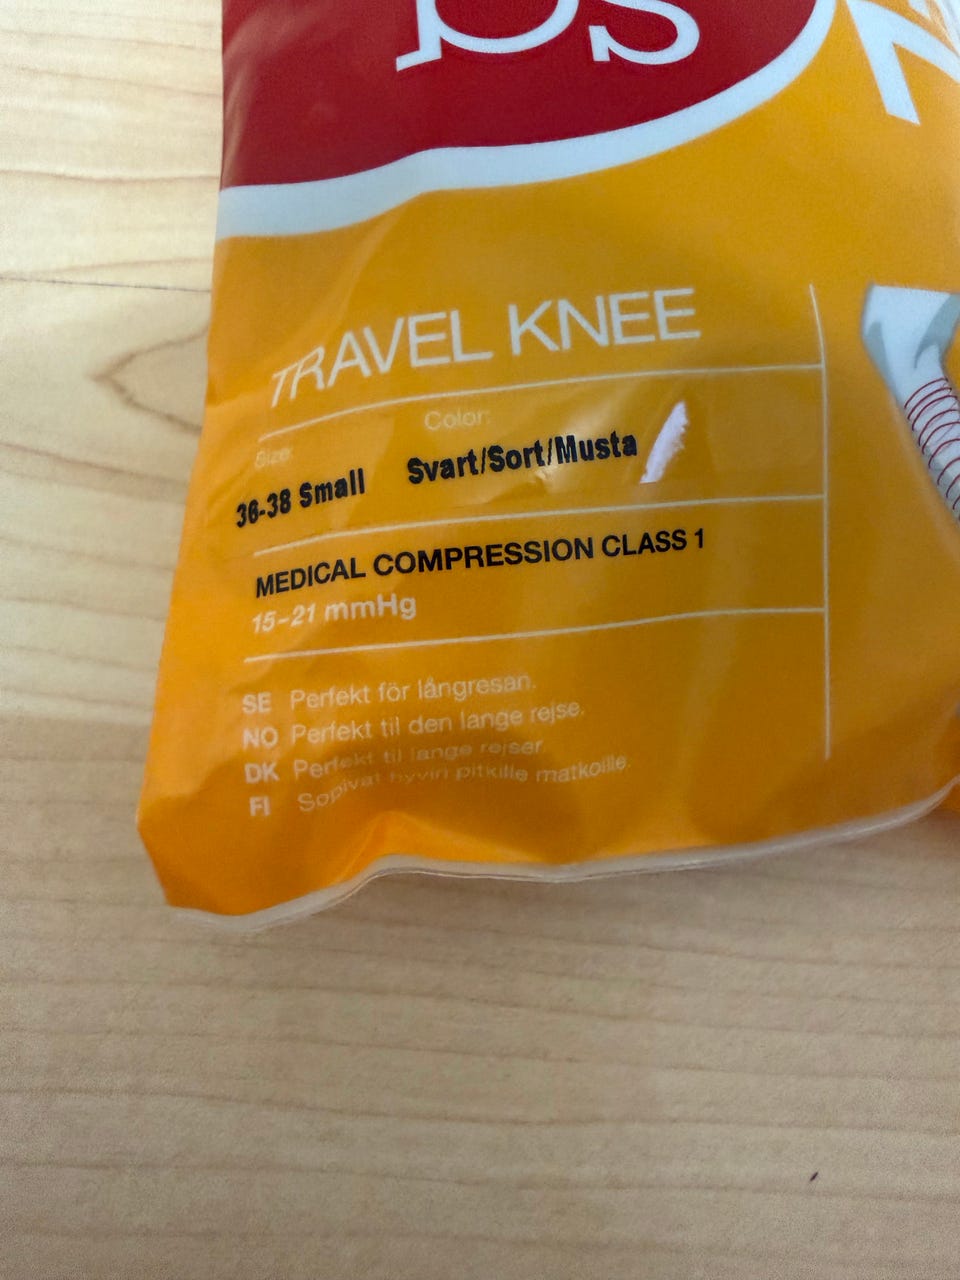 TRAVEL KNEE
Size: Color:
36-38 Small Svart/Sort/Musta
MEDICAL COMPRESSION CLASS 1
15-21 mmHg
SE Perfekt för långresan.
NO Perfekt til den lange rejse.
DK Perfekt til lange rejser.
FI Sopivat hyvin pitkille matkoille.